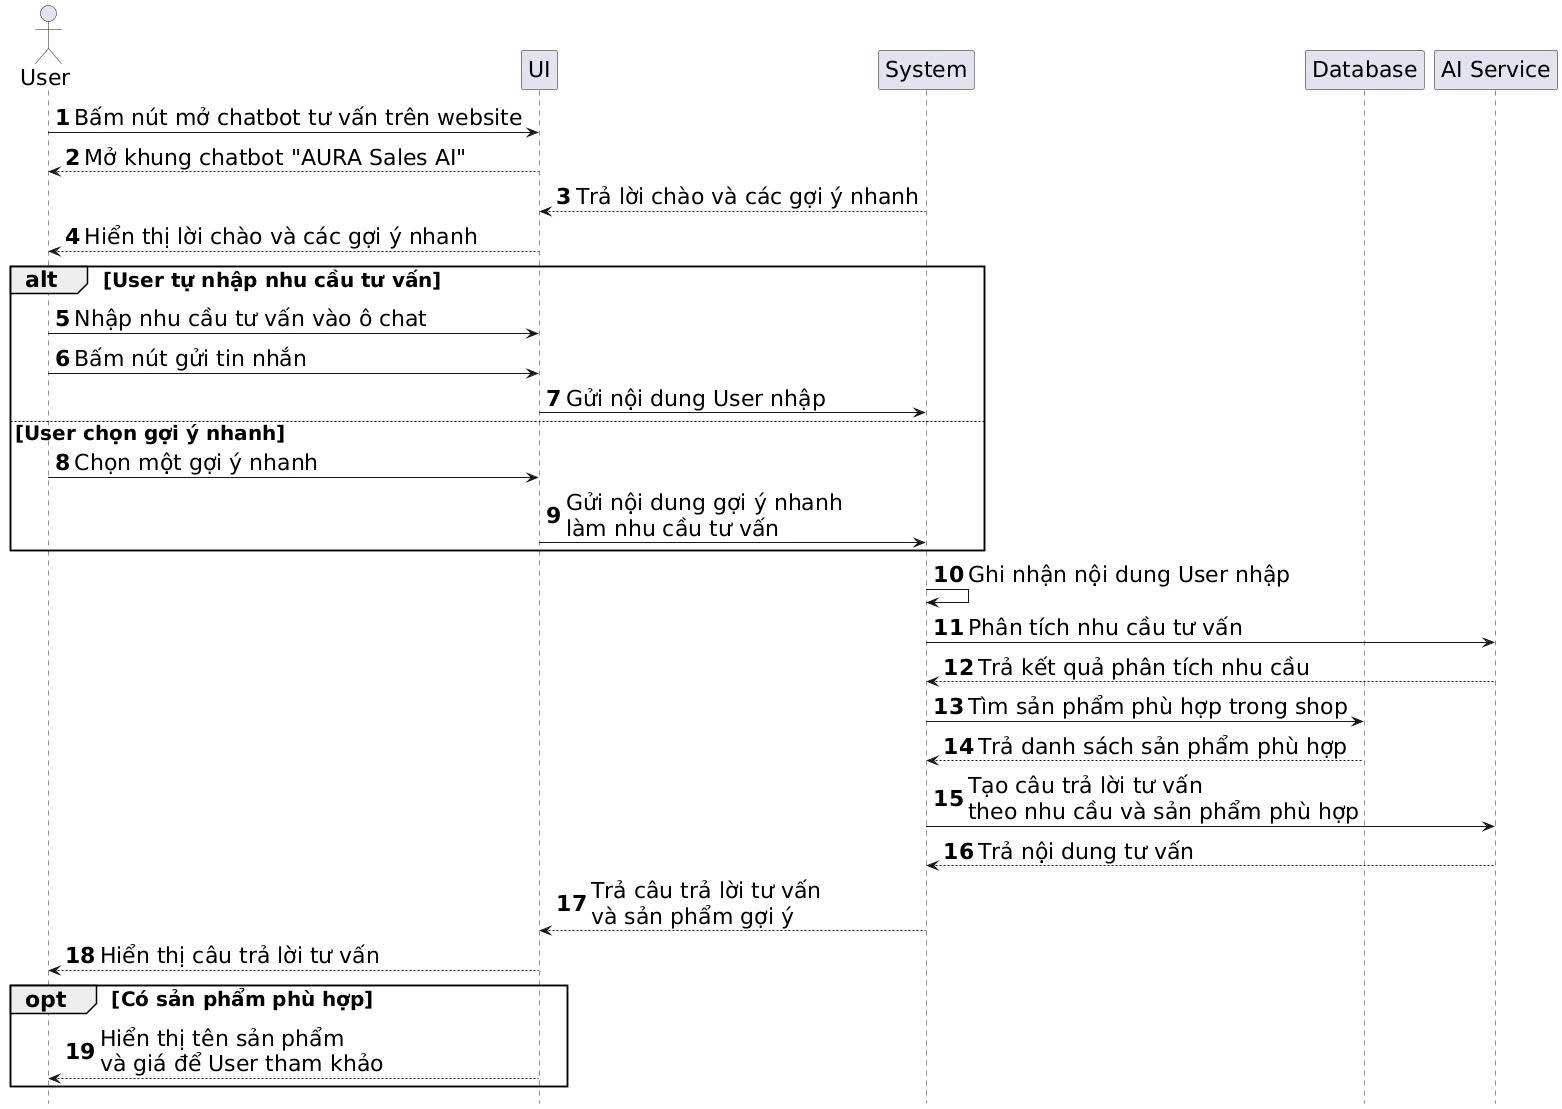 User
UI
System
Database
AI Service
1 Bấm nút mở chatbot tư vấn trên website
2 Mở khung chatbot "AURA Sales AI"
3 Trả lời chào và các gợi ý nhanh
4 Hiển thị lời chào và các gợi ý nhanh
alt [User tự nhập nhu cầu tư vấn]
5 Nhập nhu cầu tư vấn vào ô chat
6 Bấm nút gửi tin nhắn
7 Gửi nội dung User nhập
[User chọn gợi ý nhanh]
8 Chọn một gợi ý nhanh
9 Gửi nội dung gợi ý nhanh
làm nhu cầu tư vấn
10 Ghi nhận nội dung User nhập
11 Phân tích nhu cầu tư vấn
12 Trả kết quả phân tích nhu cầu
13 Tìm sản phẩm phù hợp trong shop
14 Trả danh sách sản phẩm phù hợp
15 Tạo câu trả lời tư vấn
theo nhu cầu và sản phẩm phù hợp
16 Trả nội dung tư vấn
17 Trả câu trả lời tư vấn
và sản phẩm gợi ý
18 Hiển thị câu trả lời tư vấn
opt [Có sản phẩm phù hợp]
19 Hiển thị tên sản phẩm
và giá để User tham khảo